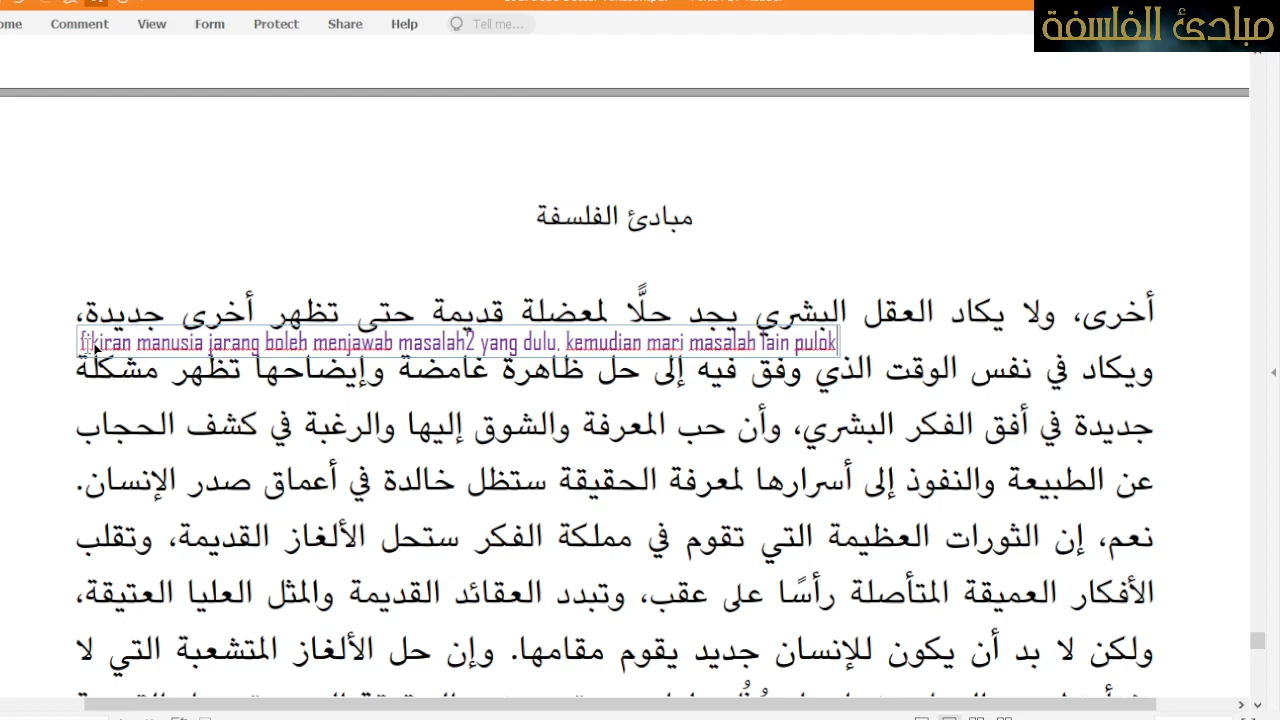 ome Comment View Form Protect Share Help Tell me...
مبادئ الفلسفة
مبادئ الفلسفة
أخرى، ولا يكاد العقل البشري يجد حلًّا لمعضلة قديمة حتى تظهر أخرى جديدة،
fikiran manusia jarang boleh menjawab masalah2 yang dulu, kemudian mari masalah lain pulok
ويكاد في نفس الوقت الذي وفق فيه إلى حل ظاهرة غامضة وإيضاحها تظهر مشكلة
جديدة في أفق الفكر البشري، وأن حب المعرفة والشوق إليها والرغبة في كشف الحجاب
عن الطبيعة والنفوذ إلى أسرارها لمعرفة الحقيقة ستظل خالدة في أعماق صدر الإنسان.
نعم، إن الثورات العظيمة التي تقوم في مملكة الفكر ستحل الألغاز القديمة، وتقلب
الأفكار العميقة المتأصلة رأسًا على عقب، وتبدد العقائد القديمة والمثل العليا العتيقة،
ولكن لا بد أن يكون للإنسان جديد يقوم مقامها. وإن حل الألغاز المتشعبة التي لا